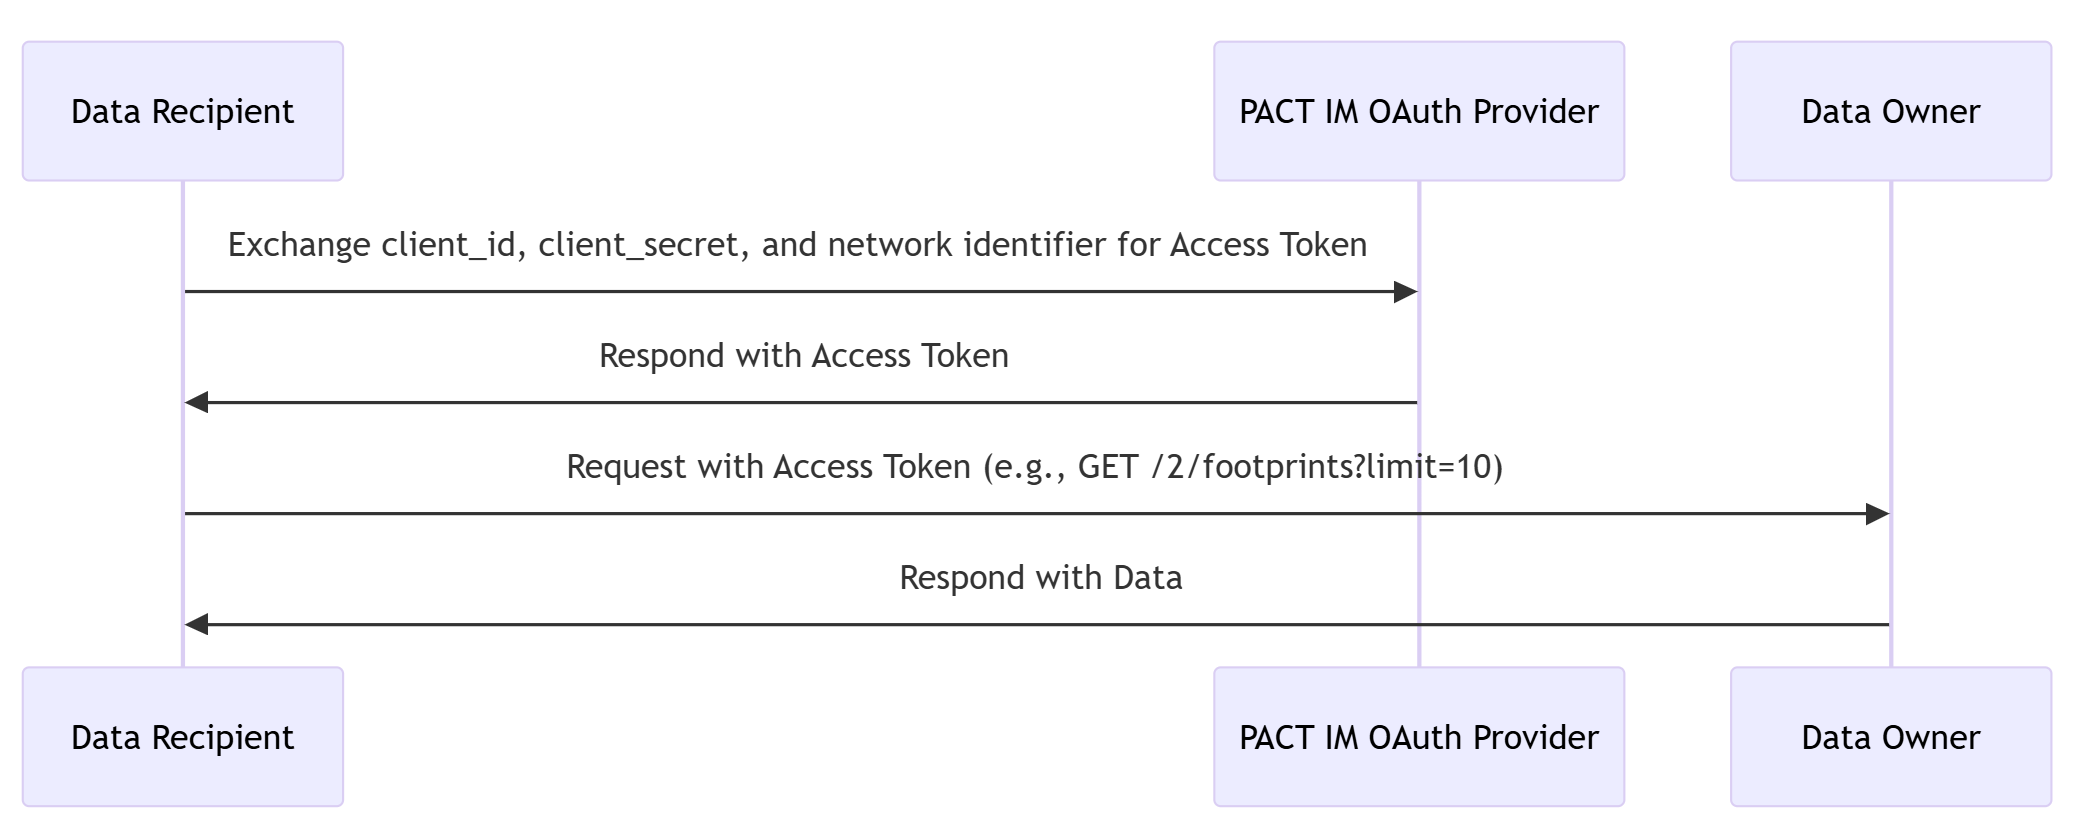 Data Recipient
PACT IM OAuth Provider
Data Owner
Exchange client_id, client_secret, and network identifier for Access Token
Respond with Access Token
Request with Access Token (e.g., GET /2/footprints?limit=10)
Respond with Data
Data Recipient
PACT IM OAuth Provider
Data Owner